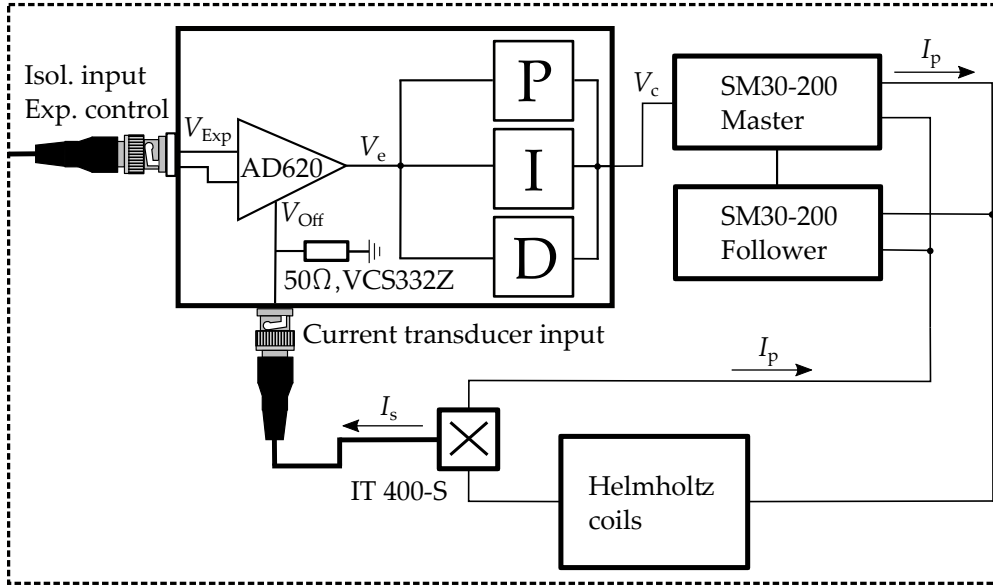 Isol. input
Exp. control
V_Exp
AD620
V_e
V_Off
50Ω,VCS332Z
P
I
D
V_c
SM30-200
Master
I_p
SM30-200
Follower
Current transducer input
I_p
I_s
IT 400-S
Helmholtz
coils